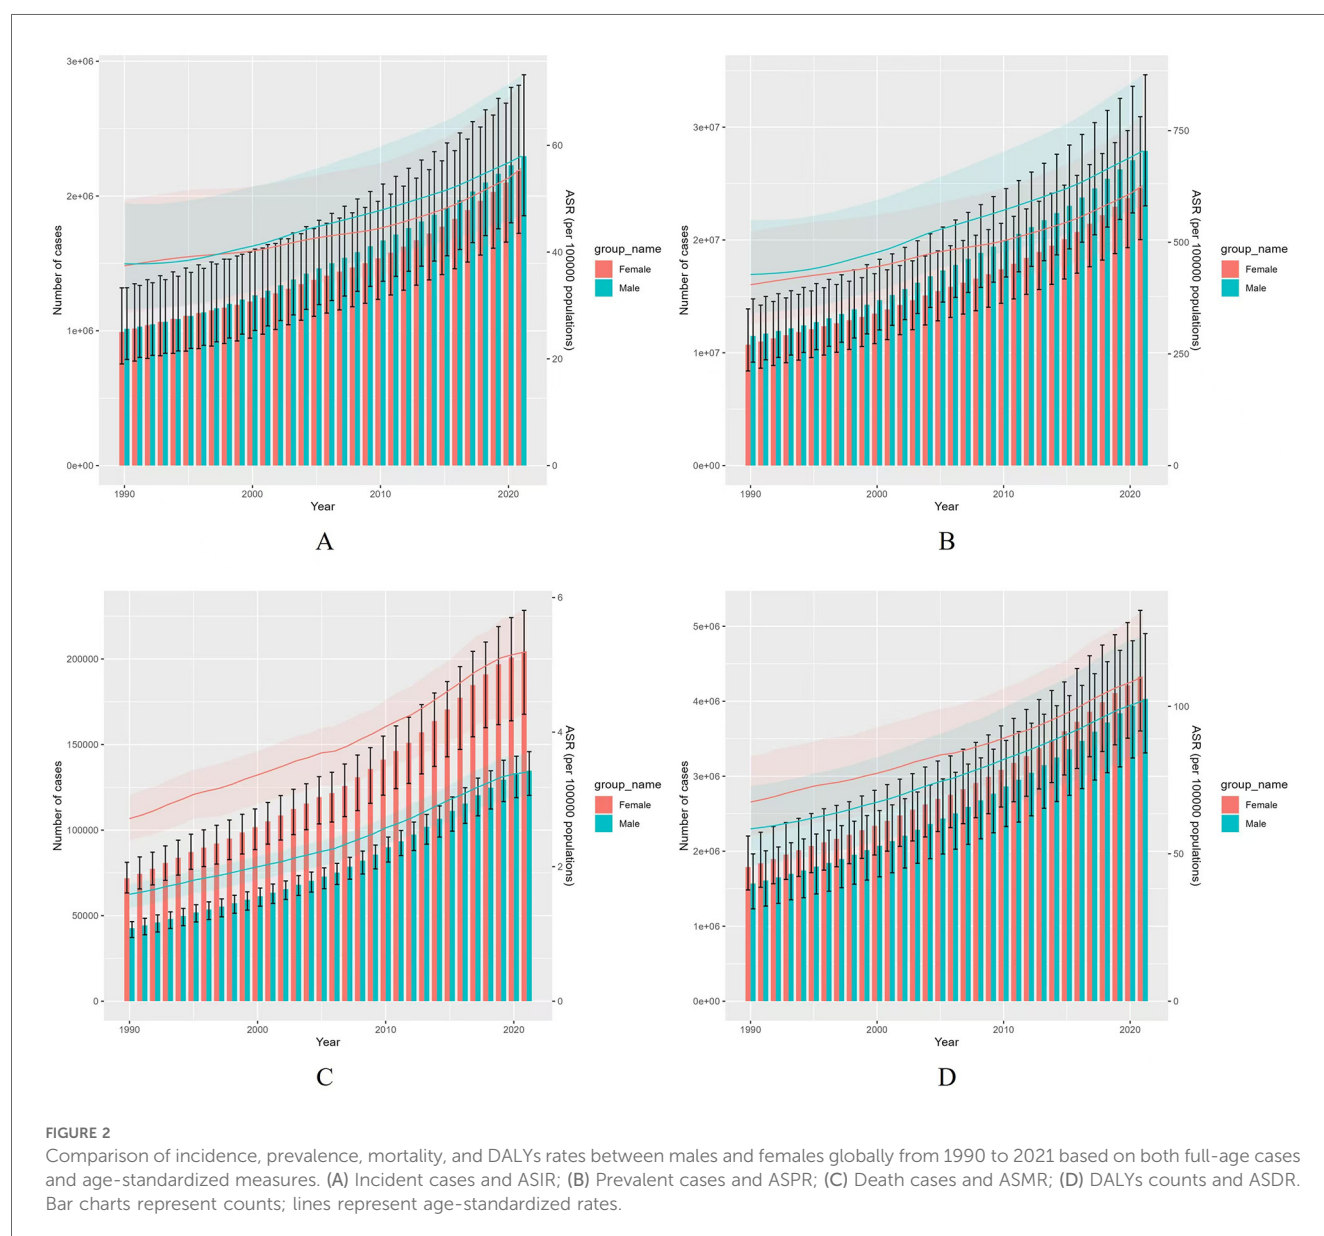 3e+06
2e+06
1e+06
0e+00
Number of cases
60
40
20
0
ASR (per 100000 populations)
1990
2000
2010
2020
Year
group_name
Female
Male
A
3e+07
2e+07
1e+07
0e+00
Number of cases
750
500
250
0
ASR (per 100000 populations)
1990
2000
2010
2020
Year
group_name
Female
Male
B
200000
150000
100000
50000
0
Number of cases
6
4
2
0
ASR (per 100000 populations)
1990
2000
2010
2020
Year
group_name
Female
Male
C
5e+06
4e+06
3e+06
2e+06
1e+06
0e+00
Number of cases
100
50
0
ASR (per 100000 populations)
1990
2000
2010
2020
Year
group_name
Female
Male
D
FIGURE 2
Comparison of incidence, prevalence, mortality, and DALYs rates between males and females globally from 1990 to 2021 based on both full-age cases
and age-standardized measures. (A) Incident cases and ASIR; (B) Prevalent cases and ASPR; (C) Death cases and ASMR; (D) DALYs counts and ASDR.
Bar charts represent counts; lines represent age-standardized rates.